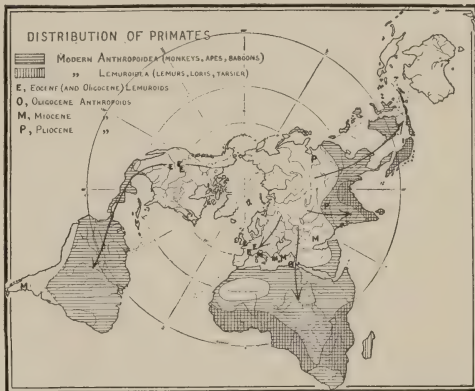 DISTRIBUTION OF PRIMATES
MODERN ANTHROPOIDEA (MONKEYS, APES, BABOONS)
" LEMUROIDEA (LEMURS, LORIS, TARSIER)
E, EOCENE (AND OLIGOCENE) LEMUROIDS
O, OLIGOCENE ANTHROPOIDS
M, MIOCENE "
P, PLIOCENE "
E
E
P
P
M
E
E
M
M
M
M
O
M